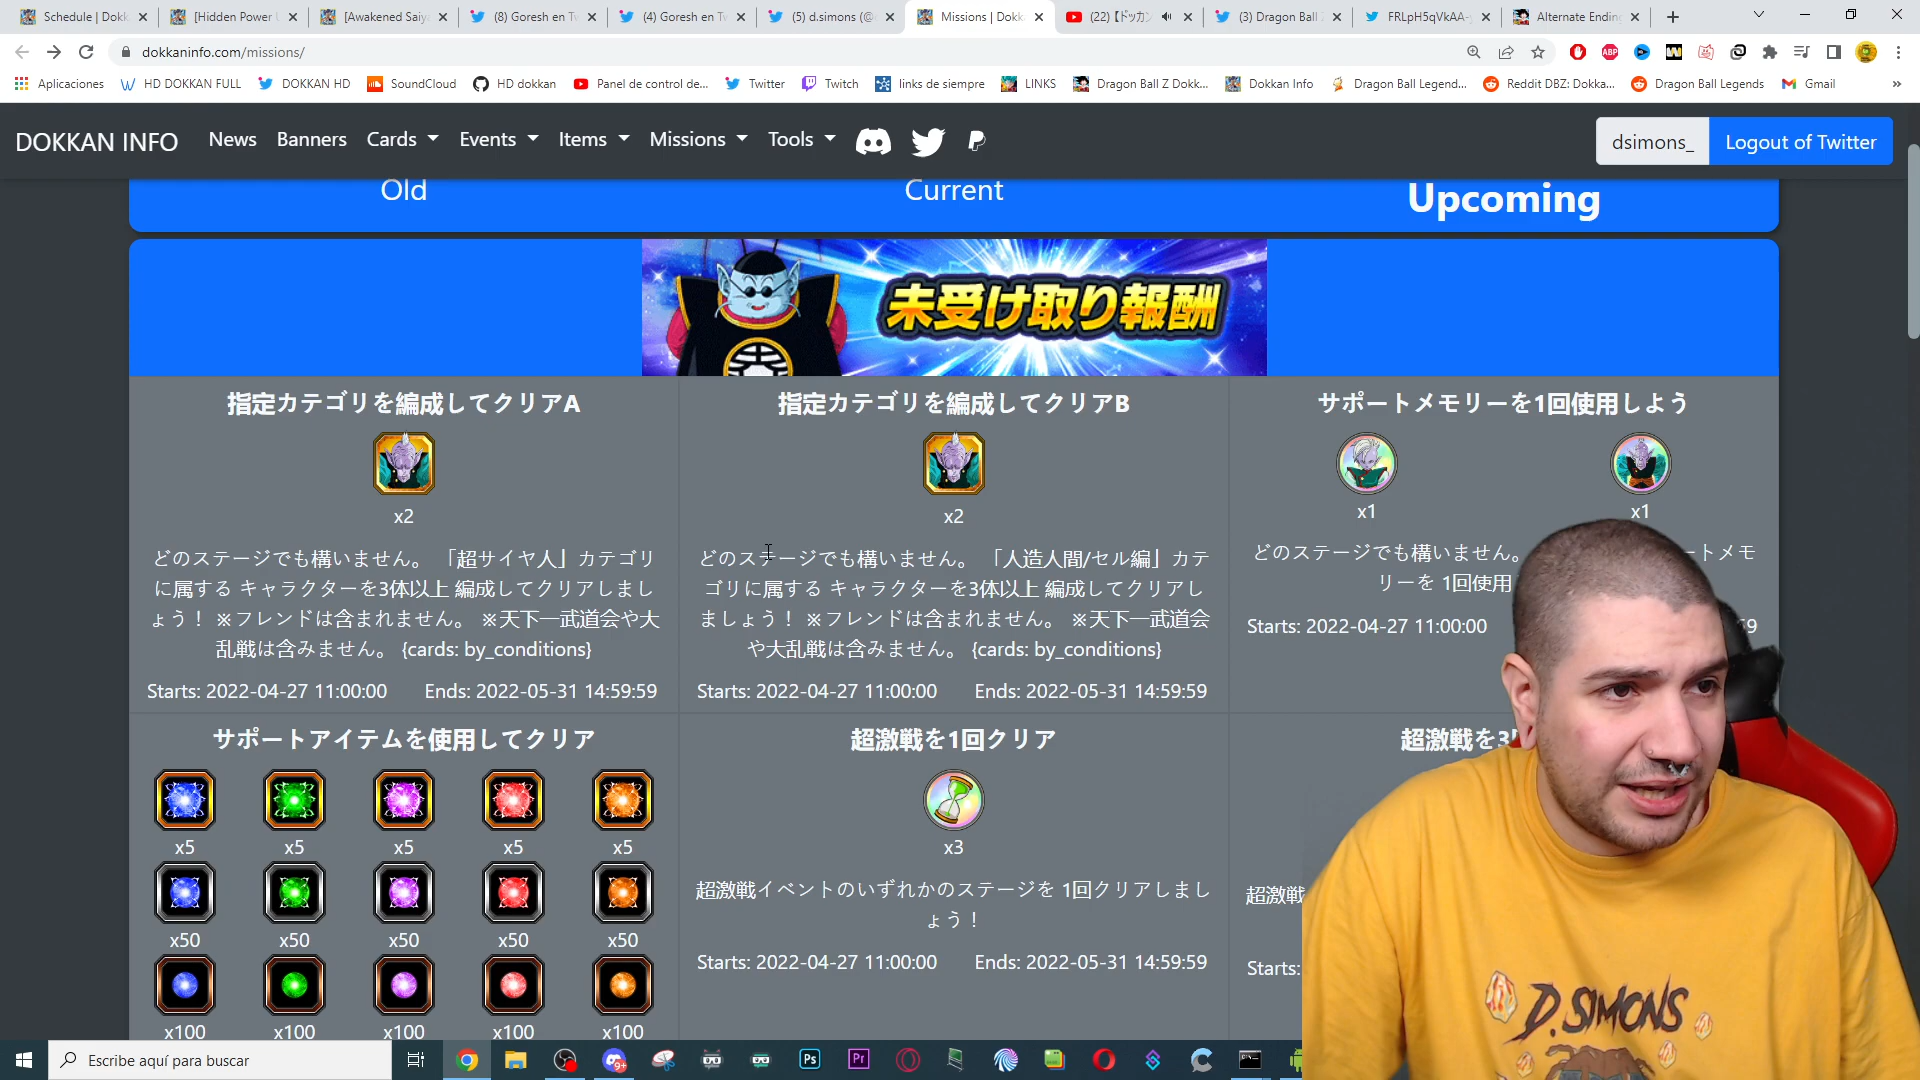 Schedule | Dokk
[Hidden Power
[Awakened Saiy
(8) Goresh en Tw
(4) Goresh en Tw
(5) d.simons (@
Missions | Dokk
(22) 【ドッカン
(3) Dragon Ball
FRLpH5qVkAA-
Alternate Ending
dokkaninfo.com/missions/
Aplicaciones
HD DOKKAN FULL
DOKKAN HD
SoundCloud
HD dokkan
Panel de control de...
Twitter
Twitch
links de siempre
LINKS
Dragon Ball Z Dokk...
Dokkan Info
Dragon Ball Legend...
Reddit DBZ: Dokka...
Dragon Ball Legends
Gmail
»
DOKKAN INFO
News
Banners
Cards
Events
Items
Missions
Tools
dsimons_
Logout of Twitter
Old
Current
Upcoming
未受け取り報酬
指定カテゴリを編成してクリアA
x2
どのステージでも構いません。 「超サイヤ人」カテゴリ
に属する キャラクターを3体以上 編成してクリアしまし
ょう！ ※フレンドは含まれません。 ※天下一武道会や大
乱戦は含みません。 {cards: by_conditions}
Starts: 2022-04-27 11:00:00 Ends: 2022-05-31 14:59:59
指定カテゴリを編成してクリアB
x2
どのステージでも構いません。 「人造人間/セル編」カテ
ゴリに属する キャラクターを3体以上 編成してクリアし
ましょう！ ※フレンドは含まれません。 ※天下一武道会
や大乱戦は含みません。 {cards: by_conditions}
Starts: 2022-04-27 11:00:00 Ends: 2022-05-31 14:59:59
サポートメモリーを1回使用しよう
x1 x1
どのステージでも構いません。 ートメモ
リーを 1回使用
Starts: 2022-04-27 11:00:00 9
サポートアイテムを使用してクリア
x5 x5 x5 x5 x5
x50 x50 x50 x50 x50
x100 x100 x100 x100 x100
超激戦を1回クリア
x3
超激戦イベントのいずれかのステージを 1回クリアしまし
ょう！
Starts: 2022-04-27 11:00:00 Ends: 2022-05-31 14:59:59
超激戦を3
超激戦
Starts:
D.SIMONS
Escribe aquí para buscar
9+
Ps
Pr